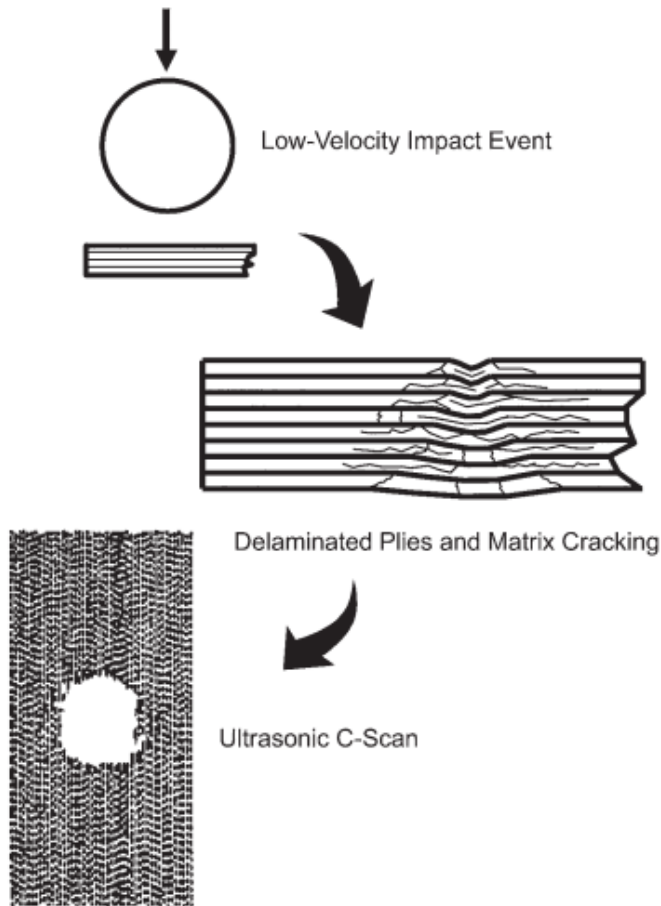 Low-Velocity Impact Event
Delaminated Plies and Matrix Cracking
Ultrasonic C-Scan